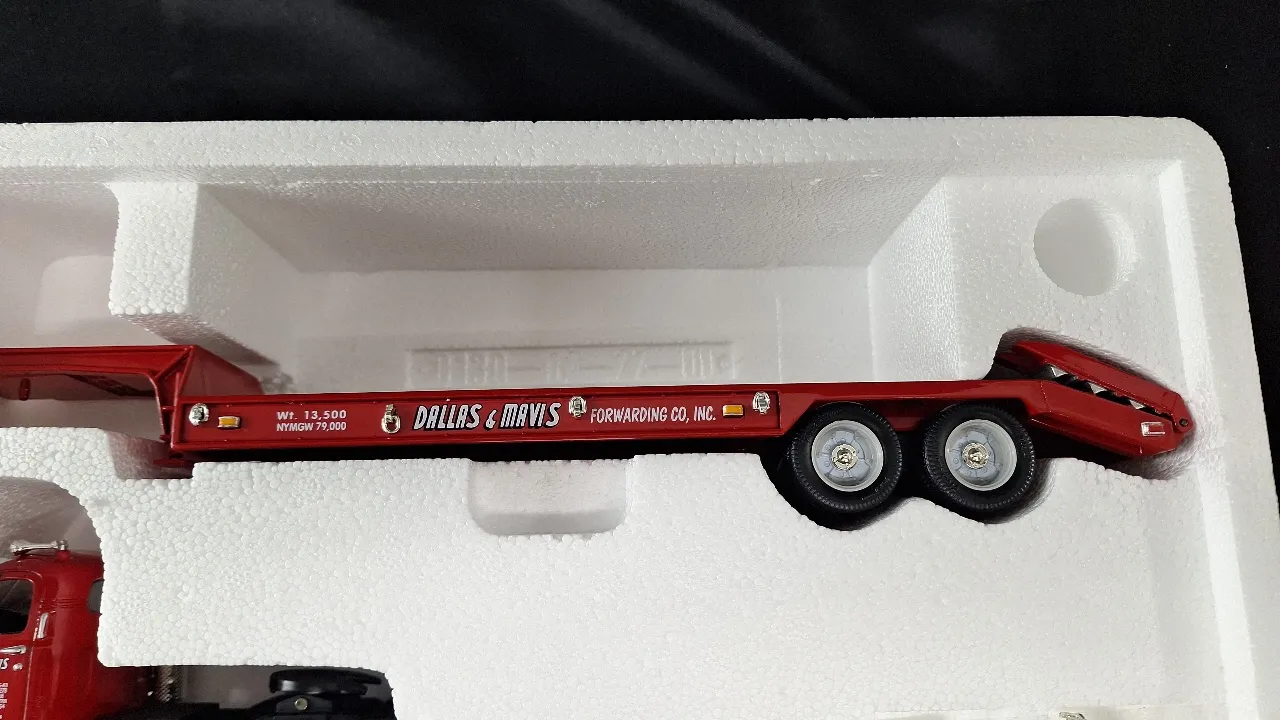 Wt. 13,500
NYMGW 79,000
DALLAS & MAVIS
FORWARDING CO, INC.